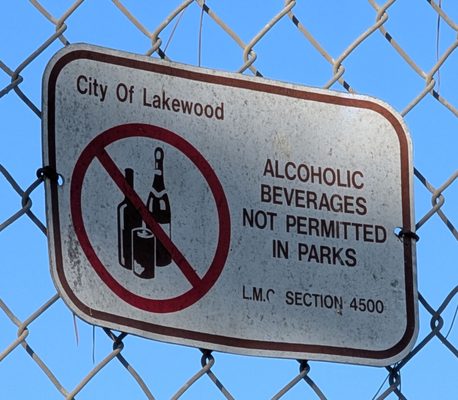 City Of Lakewood
ALCOHOLIC
BEVERAGES
NOT PERMITTED
IN PARKS
L.M.C SECTION 4500